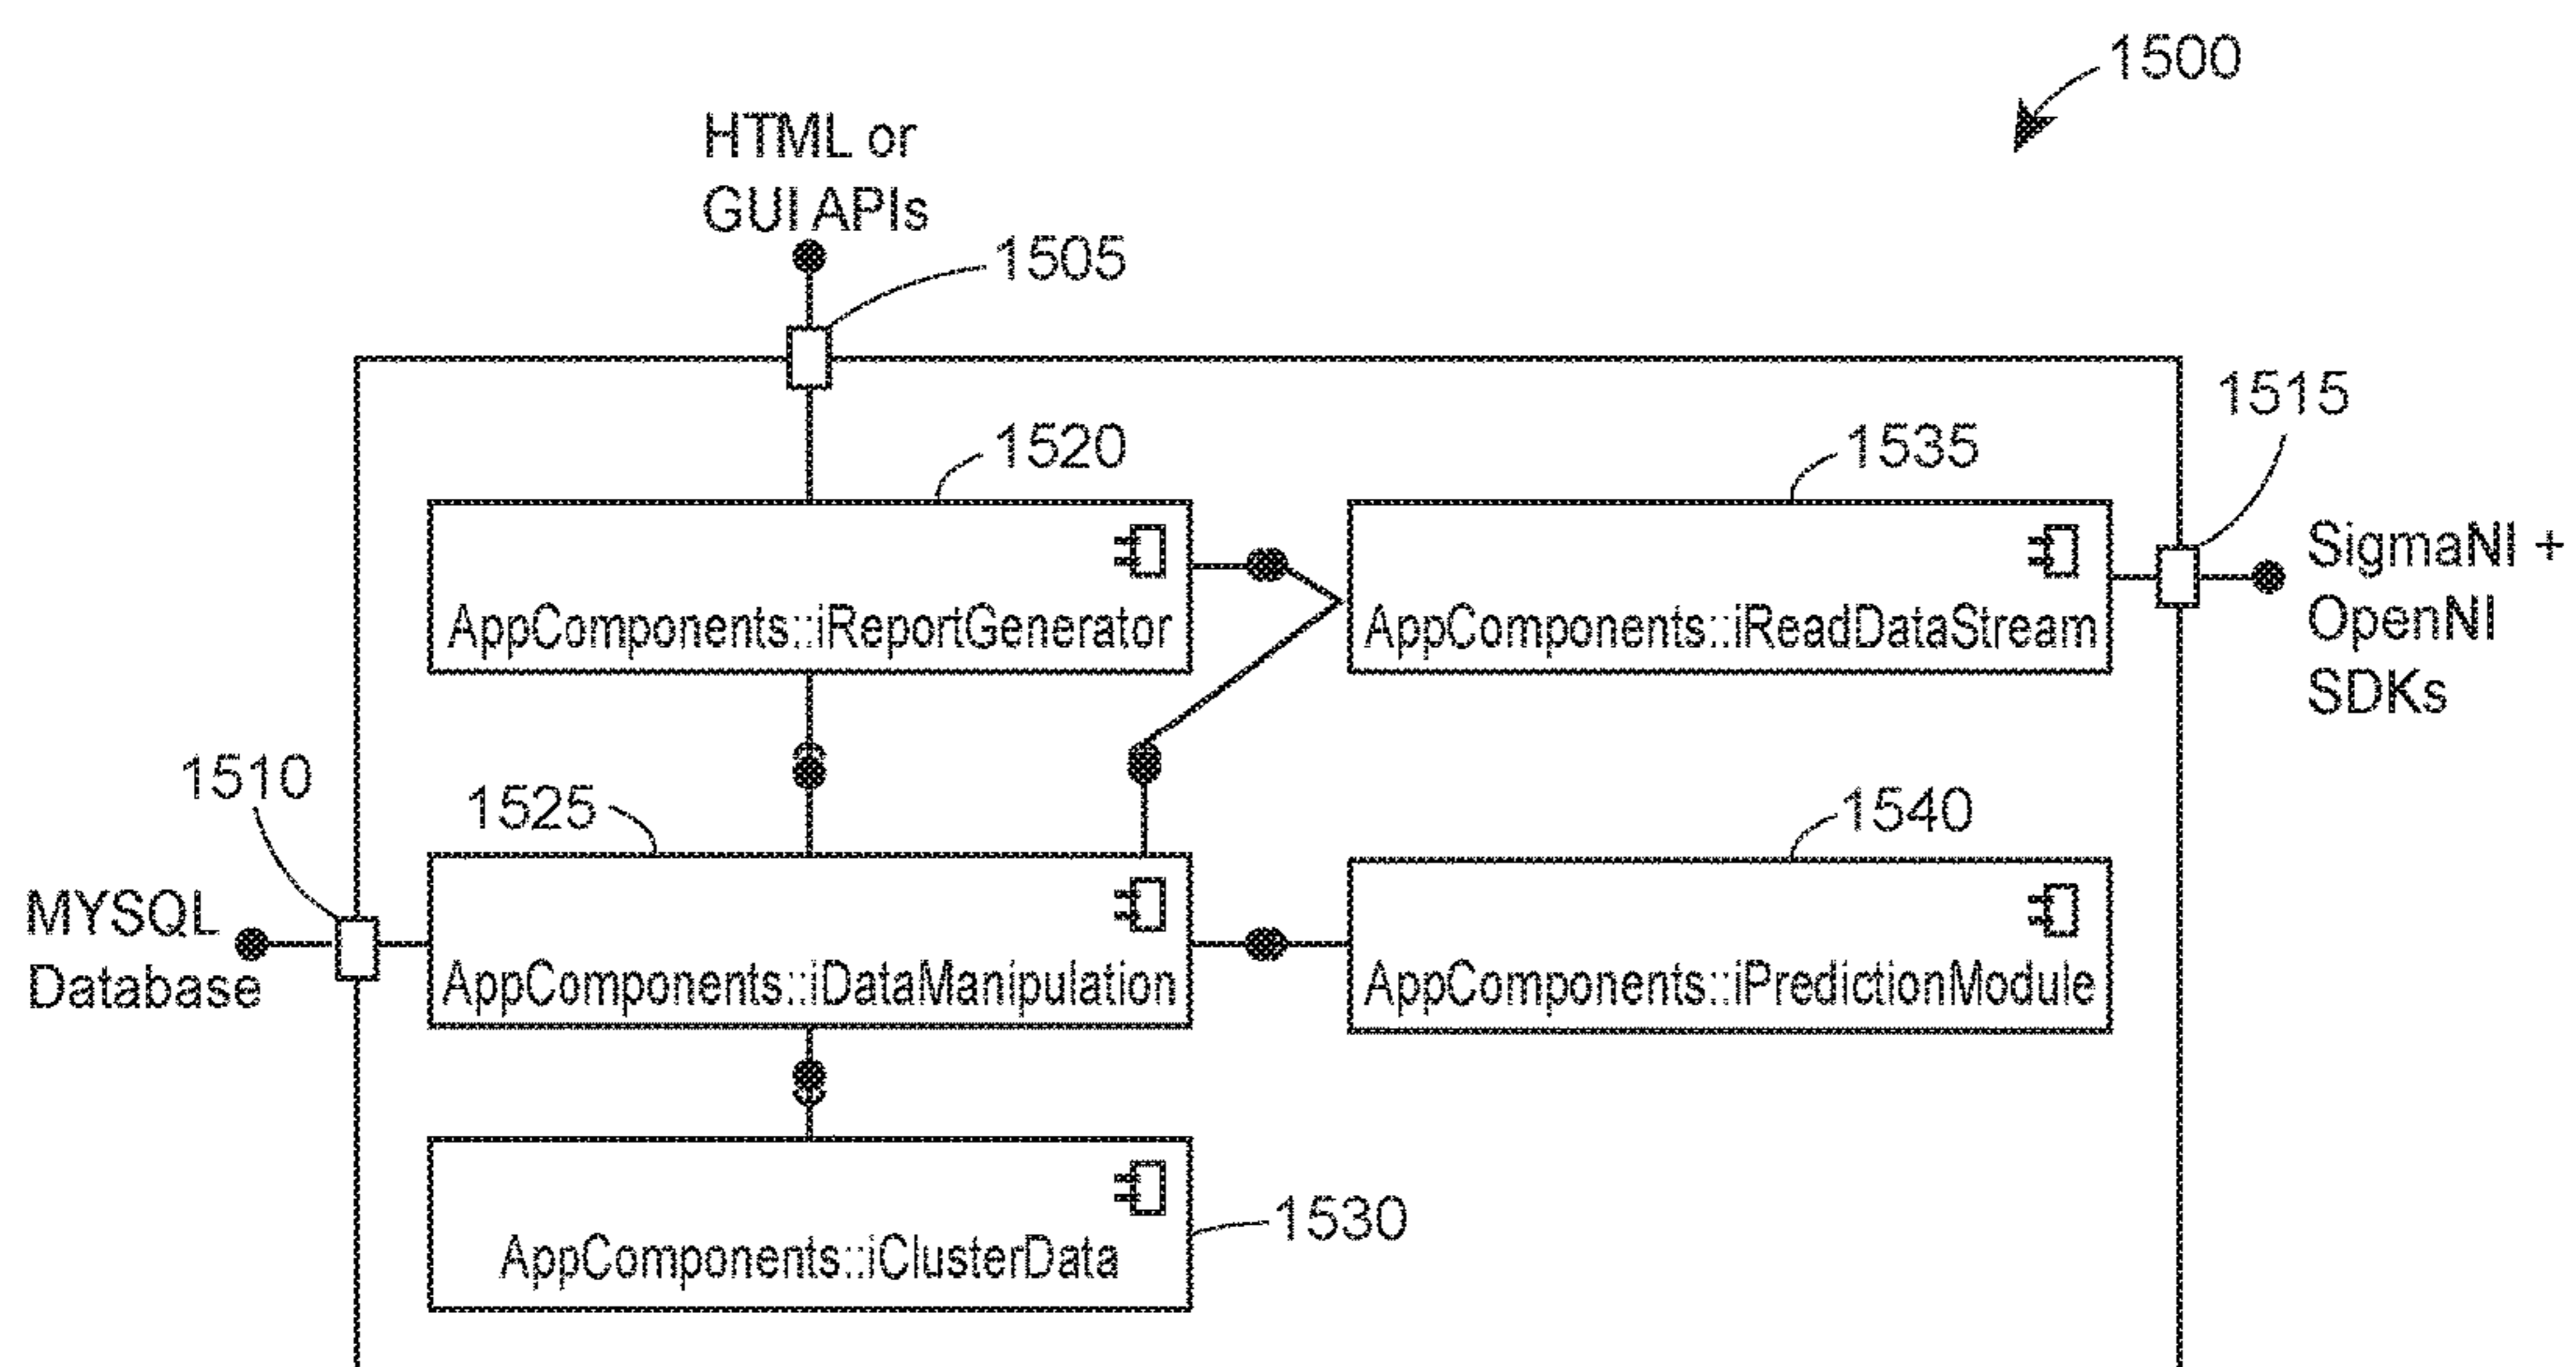 1500
HTML or
GUI APIs
1505
1515
1520
1535
SigmaNI +
OpenNI
SDKs
AppComponents::iReportGenerator
AppComponents::iReadDataStream
1510
1525
1540
MYSQL
Database
AppComponents::iDataManipulation
AppComponents::iPredictionModule
1530
AppComponents::iClusterData